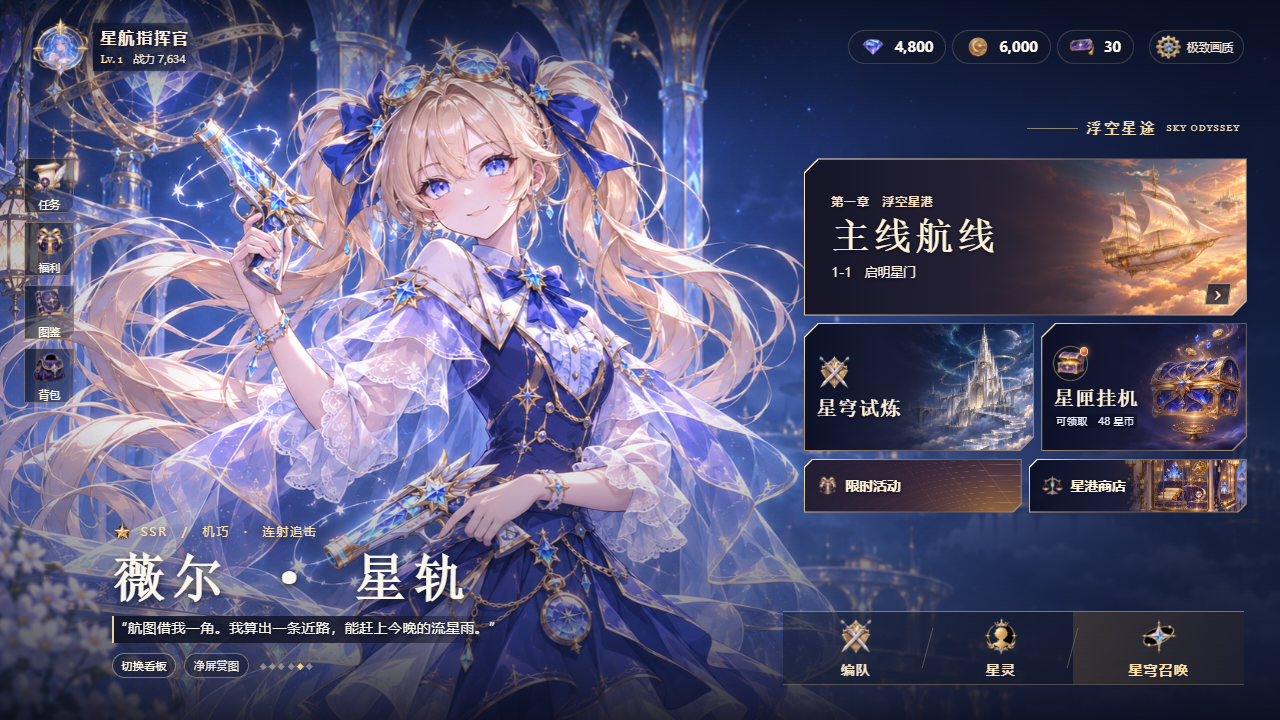 星航指挥官
Lv. 1 战力 7,634
4,800
6,000
30
极致画质
浮空星途 SKY ODYSSEY
任务
福利
图鉴
背包
第一章 浮空星港
主线航线
1-1 启明星门
星穹试炼
星匣挂机
可领取 48 星币
限时活动
星港商店
SSR / 机巧 · 连射追击
薇尔 · 星轨
“航图借我一角。我算出一条近路，能赶上今晚的流星雨。”
切换看板
净屏赏图
编队
星灵
星穹召唤